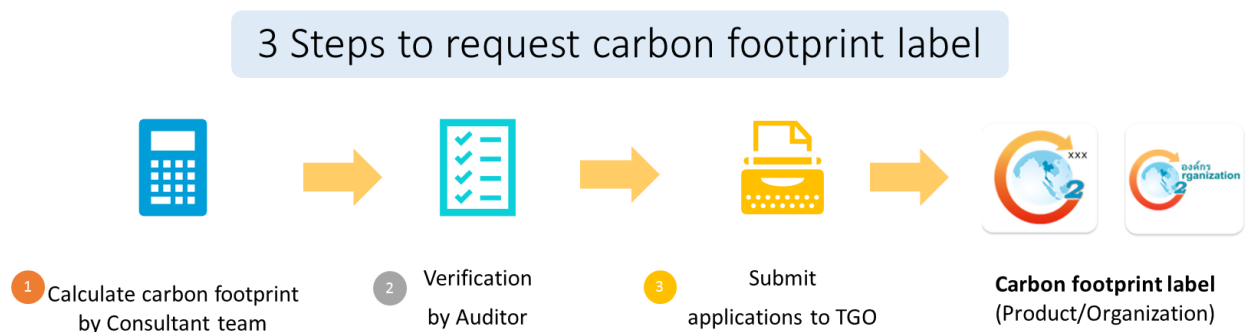 3 Steps to request carbon footprint label
xxx
2
องค์กร
rganization
2
1
Calculate carbon footprint
by Consultant team
2
Verification
by Auditor
3
Submit
applications to TGO
Carbon footprint label
(Product/Organization)